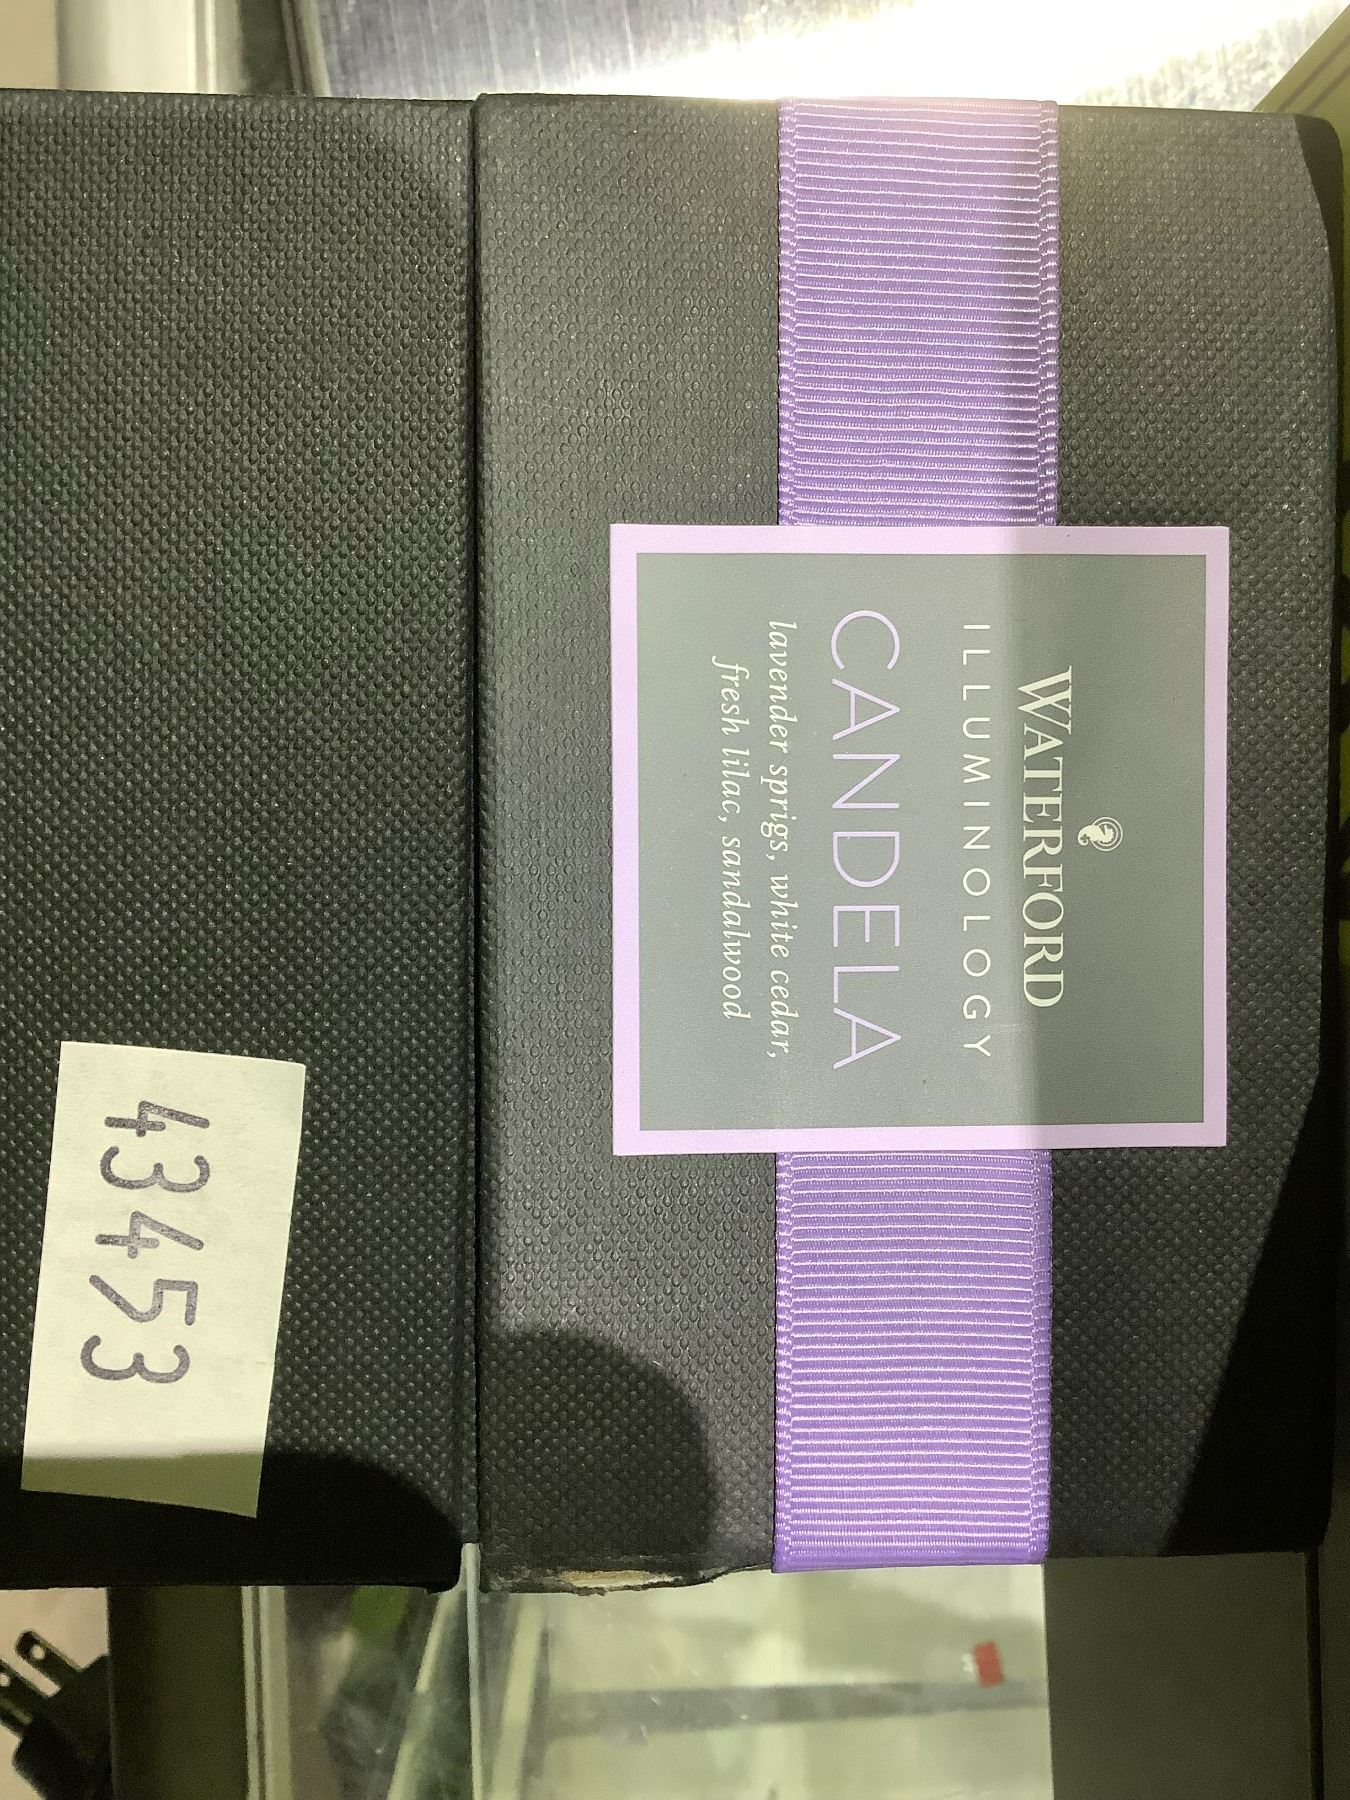 WATERFORD
ILLUMINOLOGY
CANDELA
lavender sprigs, white cedar,
fresh lilac, sandalwood
43453